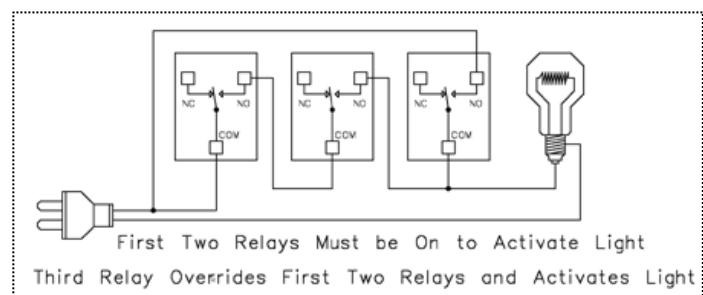 NC NO COM
NC NO COM
NC NO COM
First Two Relays Must be On to Activate Light
Third Relay Overrides First Two Relays and Activates Light